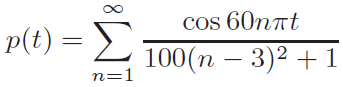 p(t) = \sum_{n=1}^{\infty} \frac{\cos 60n\pi t}{100(n-3)^2+1}